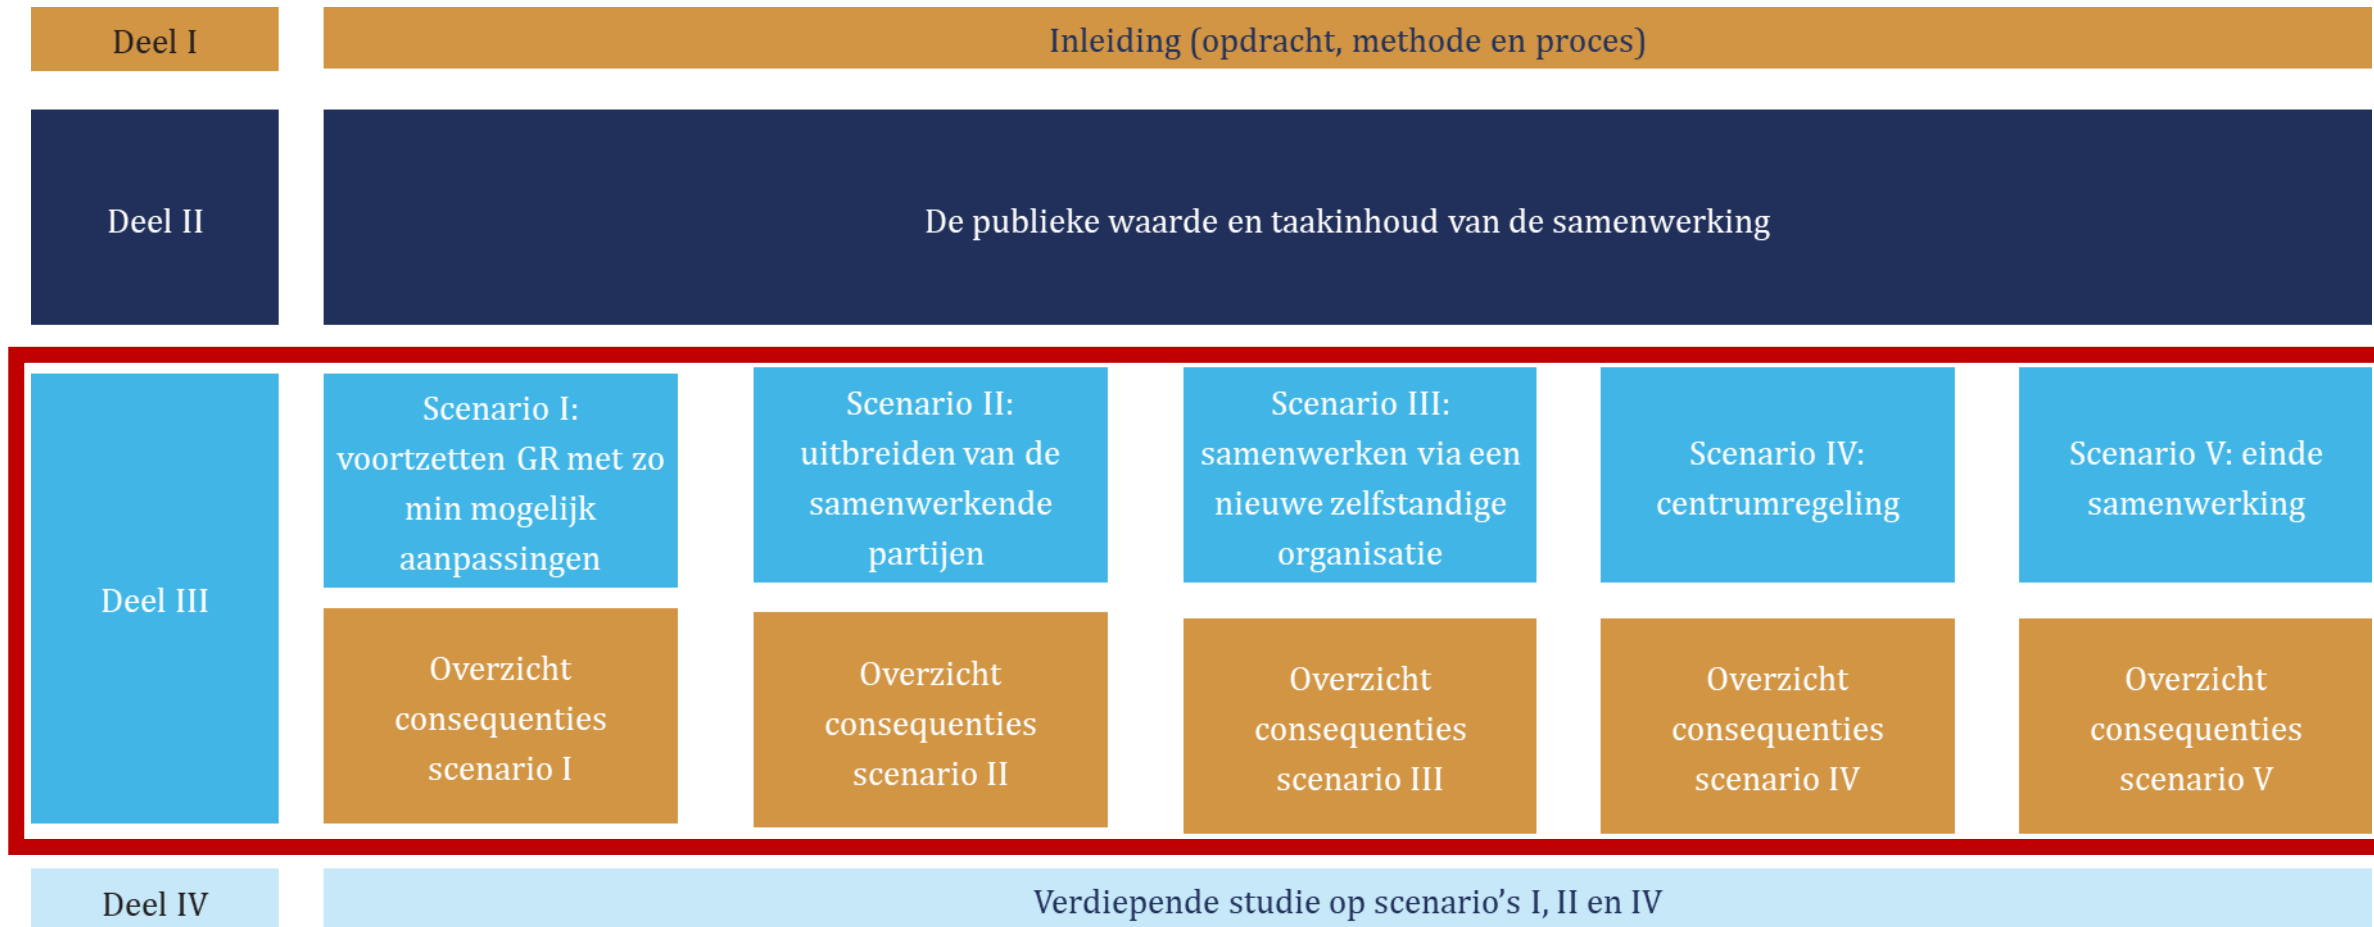 Deel I
Inleiding (opdracht, methode en proces)
Deel II
De publieke waarde en taakinhoud van de samenwerking
Deel III
Scenario I:
voortzetten GR met zo
min mogelijk
aanpassingen
Scenario II:
uitbreiden van de
samenwerkende
partijen
Scenario III:
samenwerken via een
nieuwe zelfstandige
organisatie
Scenario IV:
centrumregeling
Scenario V: einde
samenwerking
Overzicht
consequenties
scenario I
Overzicht
consequenties
scenario II
Overzicht
consequenties
scenario III
Overzicht
consequenties
scenario IV
Overzicht
consequenties
scenario V
Deel IV
Verdiepende studie op scenario’s I, II en IV